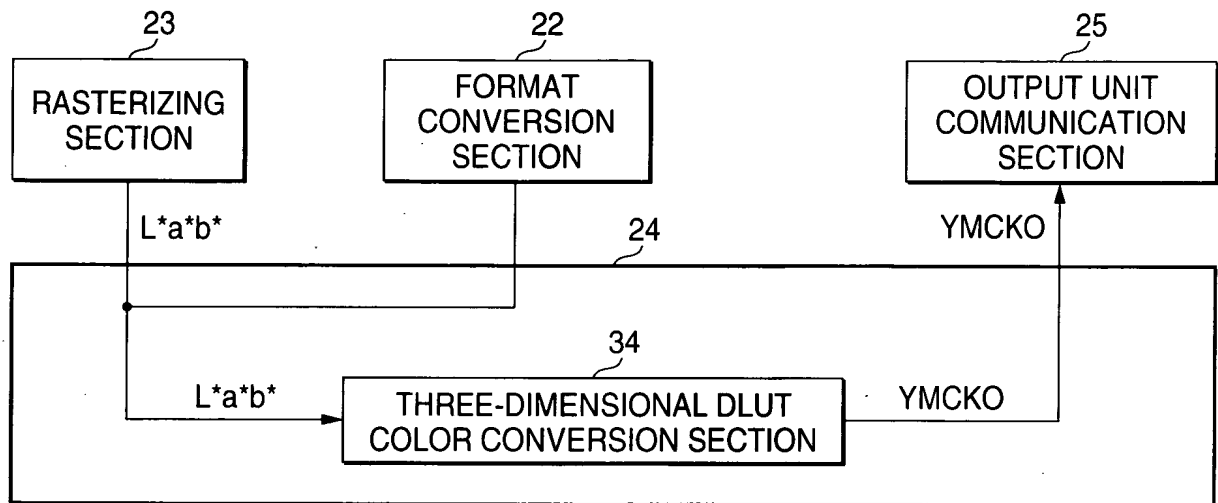 23
22
25
RASTERIZING
SECTION
FORMAT
CONVERSION
SECTION
OUTPUT UNIT
COMMUNICATION
SECTION
L*a*b*
YMCKO
24
34
L*a*b*
THREE-DIMENSIONAL DLUT
COLOR CONVERSION SECTION
YMCKO